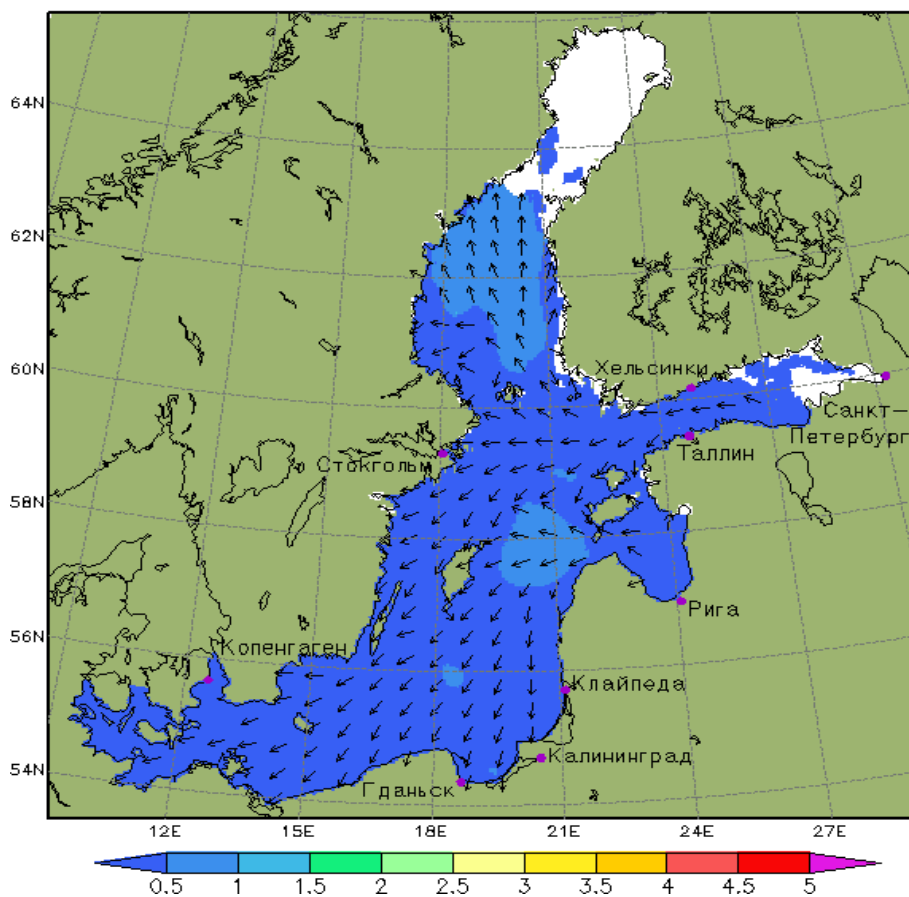 64N
62N
60N
Хельсинки
Санкт-
Петербург
Таллин
Стокгольм
58N
Рига
56N
Копенгаген
Клайпеда
Калининград
54N
Гданьск
12E 15E 18E 21E 24E 27E
0.5 1 1.5 2 2.5 3 3.5 4 4.5 5